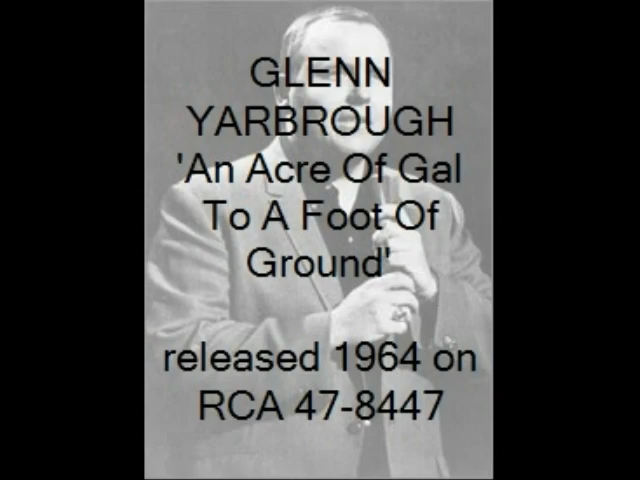 GLENN
YARBROUGH
'An Acre Of Gal
To A Foot Of
Ground'
released 1964 on
RCA 47-8447